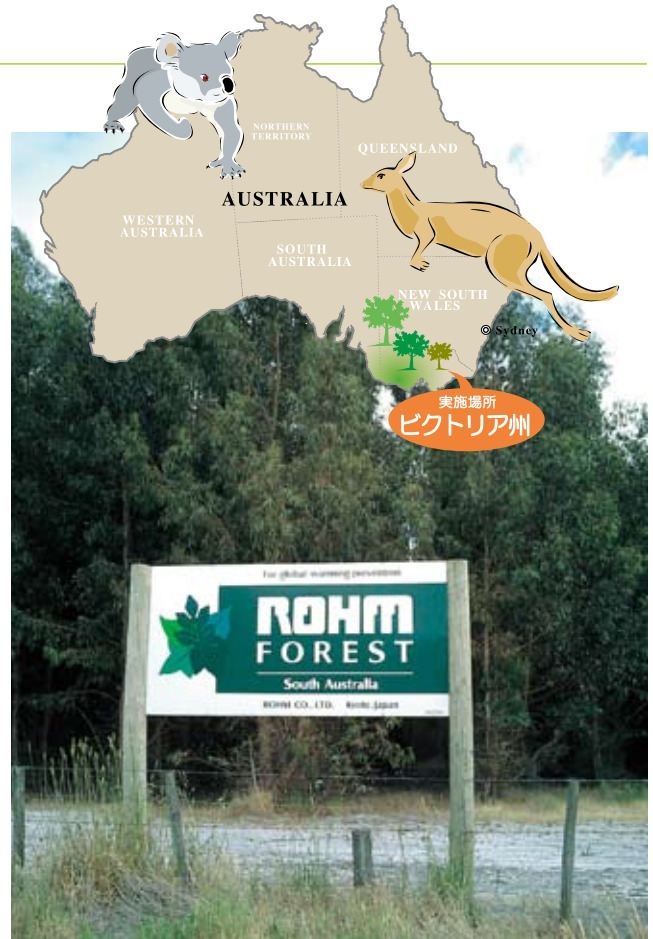 NORTHERN
TERRITORY
QUEENSLAND
AUSTRALIA
WESTERN
AUSTRALIA
SOUTH
AUSTRALIA
NEW SOUTH
WALES
Sydney
実施場所
ビクトリア州
For global warming prevention
ROHM
FOREST
South Australia
ROHM CO., LTD. Kyoto, Japan